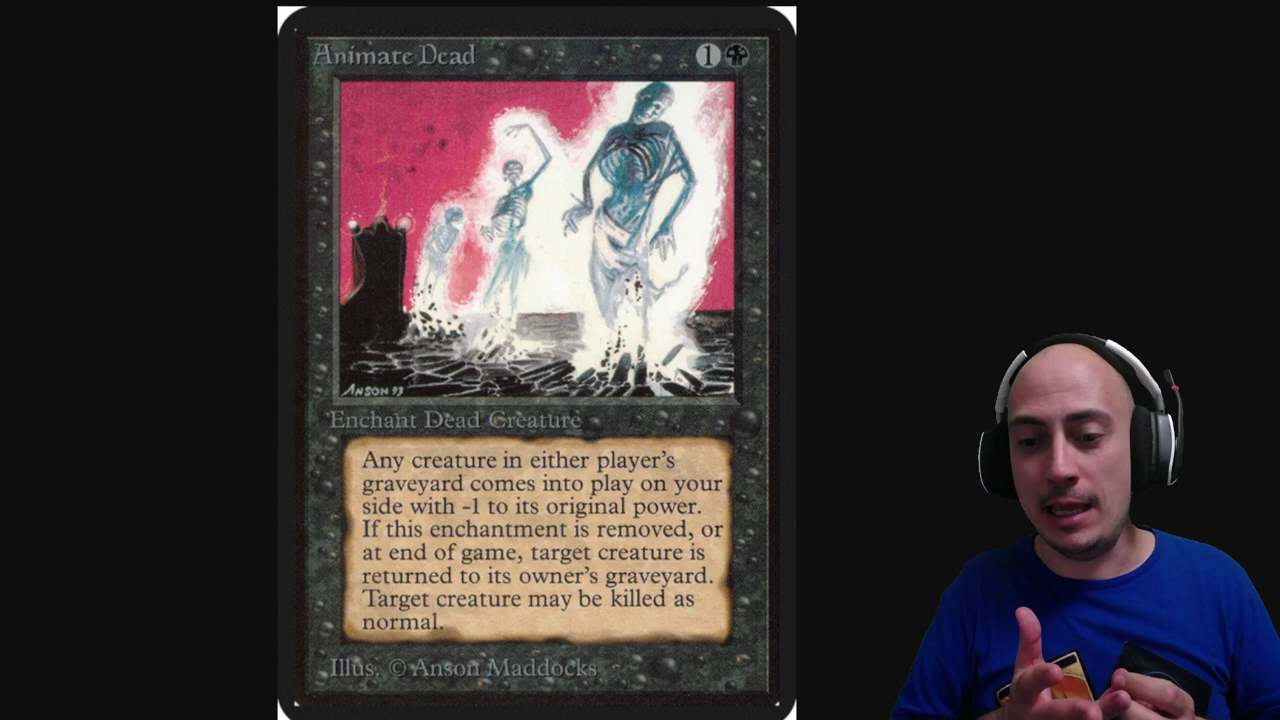 Animate Dead
1
ANSON 93
Enchant Dead Creature
Any creature in either player's
graveyard comes into play on your
side with -1 to its original power.
If this enchantment is removed, or
at end of game, target creature is
returned to its owner's graveyard.
Target creature may be killed as
normal.
Illus. © Anson Maddocks